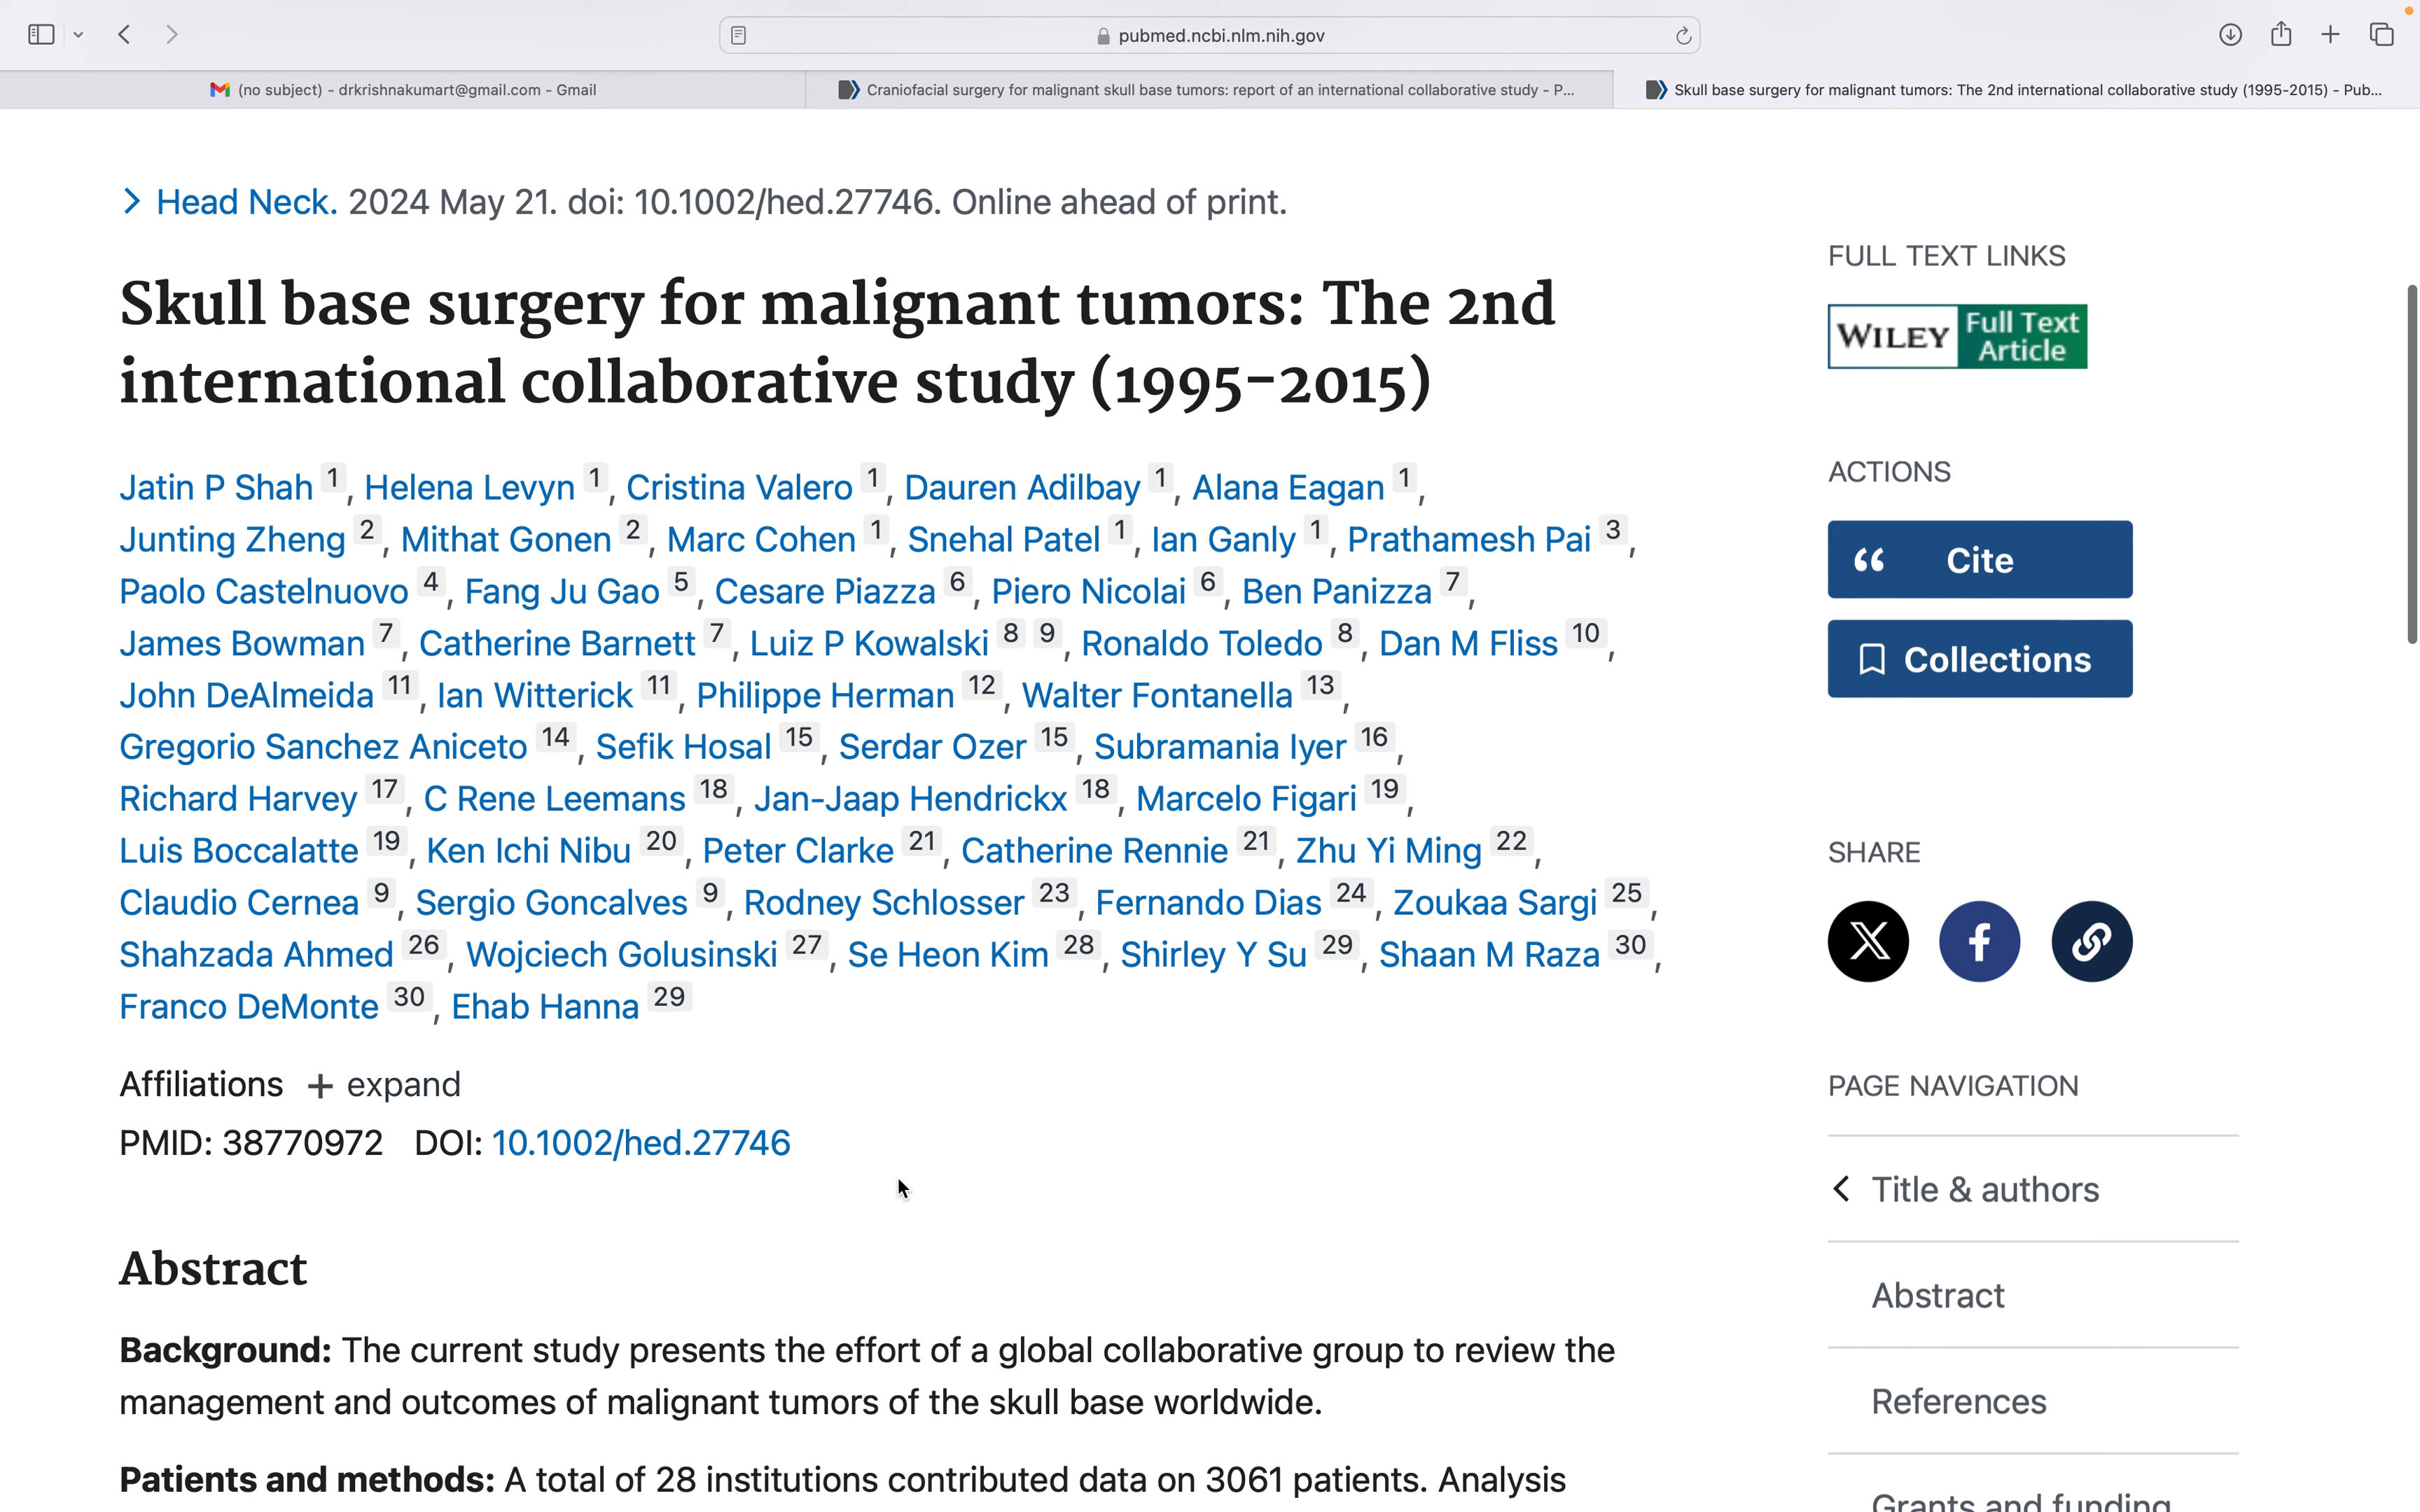 pubmed.ncbi.nlm.nih.gov
(no subject) - drkrishnakumart@gmail.com - Gmail
Craniofacial surgery for malignant skull base tumors: report of an international collaborative study - P...
Skull base surgery for malignant tumors: The 2nd international collaborative study (1995-2015) - Pub...
Head Neck. 2024 May 21. doi: 10.1002/hed.27746. Online ahead of print.
Skull base surgery for malignant tumors: The 2nd
international collaborative study (1995-2015)
Jatin P Shah 1, Helena Levyn 1, Cristina Valero 1, Dauren Adilbay 1, Alana Eagan 1,
Junting Zheng 2, Mithat Gonen 2, Marc Cohen 1, Snehal Patel 1, Ian Ganly 1, Prathamesh Pai 3,
Paolo Castelnuovo 4, Fang Ju Gao 5, Cesare Piazza 6, Piero Nicolai 6, Ben Panizza 7,
James Bowman 7, Catherine Barnett 7, Luiz P Kowalski 8 9, Ronaldo Toledo 8, Dan M Fliss 10,
John DeAlmeida 11, Ian Witterick 11, Philippe Herman 12, Walter Fontanella 13,
Gregorio Sanchez Aniceto 14, Sefik Hosal 15, Serdar Ozer 15, Subramania Iyer 16,
Richard Harvey 17, C Rene Leemans 18, Jan-Jaap Hendrickx 18, Marcelo Figari 19,
Luis Boccalatte 19, Ken Ichi Nibu 20, Peter Clarke 21, Catherine Rennie 21, Zhu Yi Ming 22,
Claudio Cernea 9, Sergio Goncalves 9, Rodney Schlosser 23, Fernando Dias 24, Zoukaa Sargi 25,
Shahzada Ahmed 26, Wojciech Golusinski 27, Se Heon Kim 28, Shirley Y Su 29, Shaan M Raza 30,
Franco DeMonte 30, Ehab Hanna 29
Affiliations + expand
PMID: 38770972 DOI: 10.1002/hed.27746
Abstract
Background: The current study presents the effort of a global collaborative group to review the
management and outcomes of malignant tumors of the skull base worldwide.
Patients and methods: A total of 28 institutions contributed data on 3061 patients. Analysis
FULL TEXT LINKS
WILEY Full Text
Article
ACTIONS
Cite
Collections
SHARE
PAGE NAVIGATION
Title & authors
Abstract
References
Grants and funding